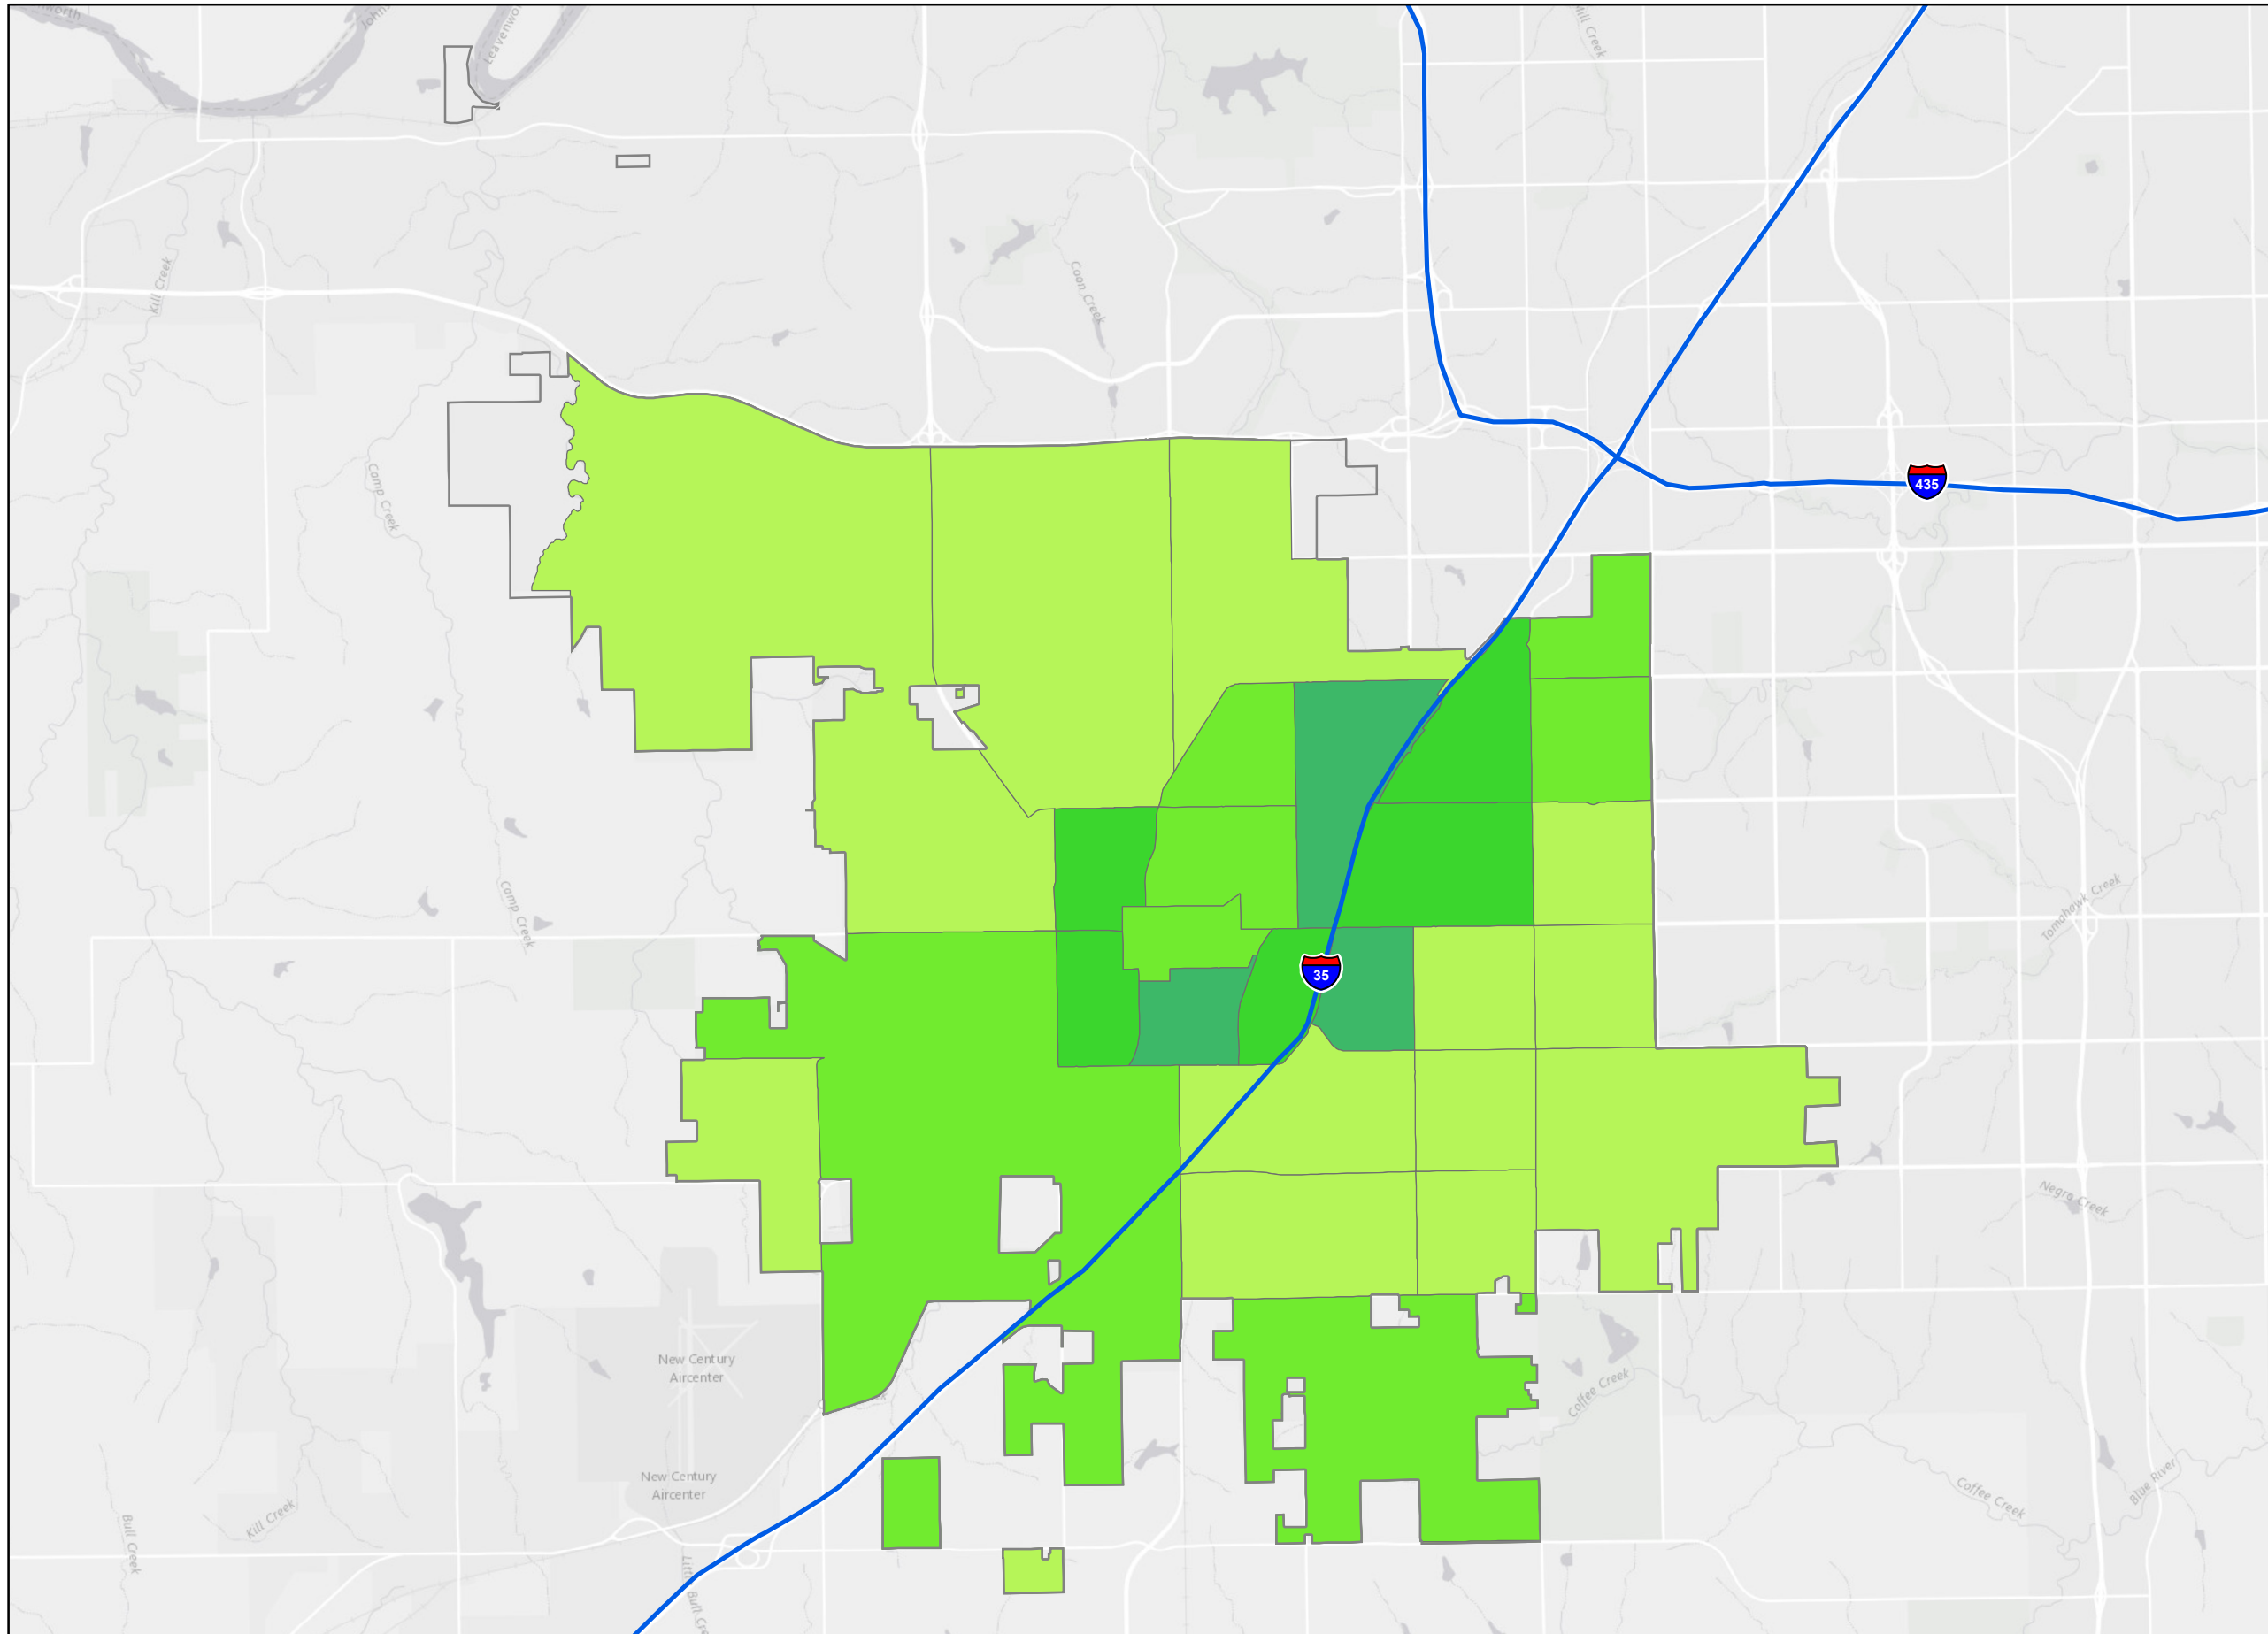 Leavenwo
Mill Creek
Kill Creek
Coon Creek
Camp Creek
435
Camp Creek
Tomahawk Creek
35
Negro Creek
New Century
Aircenter
Coffee Creek
New Century
Aircenter
Kill Creek
Bull Creek
Coffee Creek
Blue River